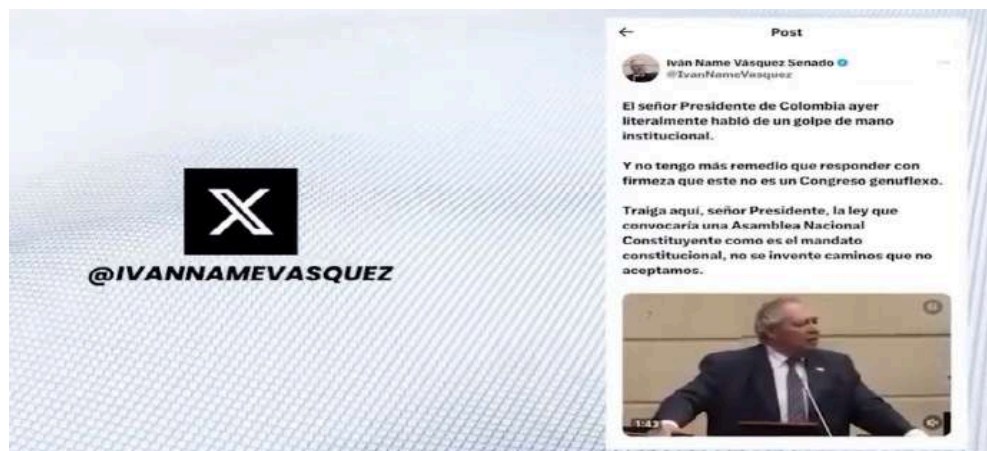 @IVANNAMEVASQUEZ
Post
Iván Name Vásquez Senado
@IvanNameVasquez
El señor Presidente de Colombia ayer
literalmente habló de un golpe de mano
institucional.
Y no tengo más remedio que responder con
firmeza que este no es un Congreso genuflexo.
Traiga aquí, señor Presidente, la ley que
convocaría una Asamblea Nacional
Constituyente como es el mandato
constitucional, no se invente caminos que no
aceptamos.
1:43